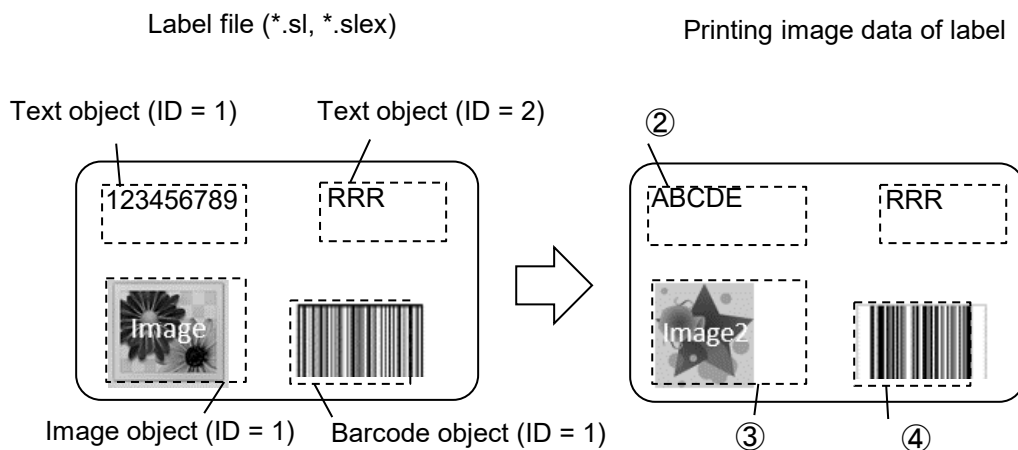 Label file (*.sl, *.slex)
Printing image data of label
Text object (ID = 1)
Text object (ID = 2)
②
123456789
RRR
ABCDE
RRR
Image
Image2
Image object (ID = 1)
Barcode object (ID = 1)
③
④